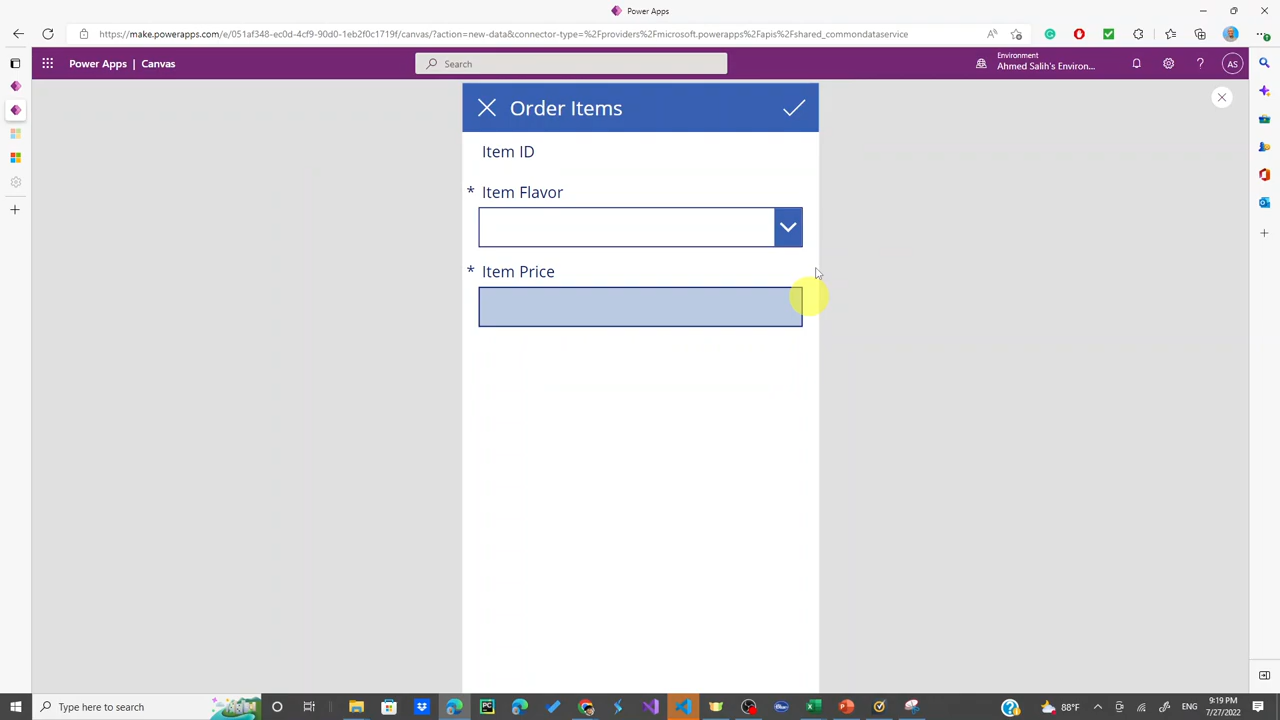 Power Apps
https://make.powerapps.com/e/051af348-ec0d-4cf9-90d0-1eb2f0c1719f/canvas/?action=new-data&connector-type=%2Fproviders%2Fmicrosoft.powerapps%2Fapis%2Fshared_commondataservice
Power Apps | Canvas
Search
Environment
Ahmed Salih's Environ...
AS
Order Items
Item ID
* Item Flavor
* Item Price
Type here to search
88°F
ENG
9:19 PM
7/27/2022